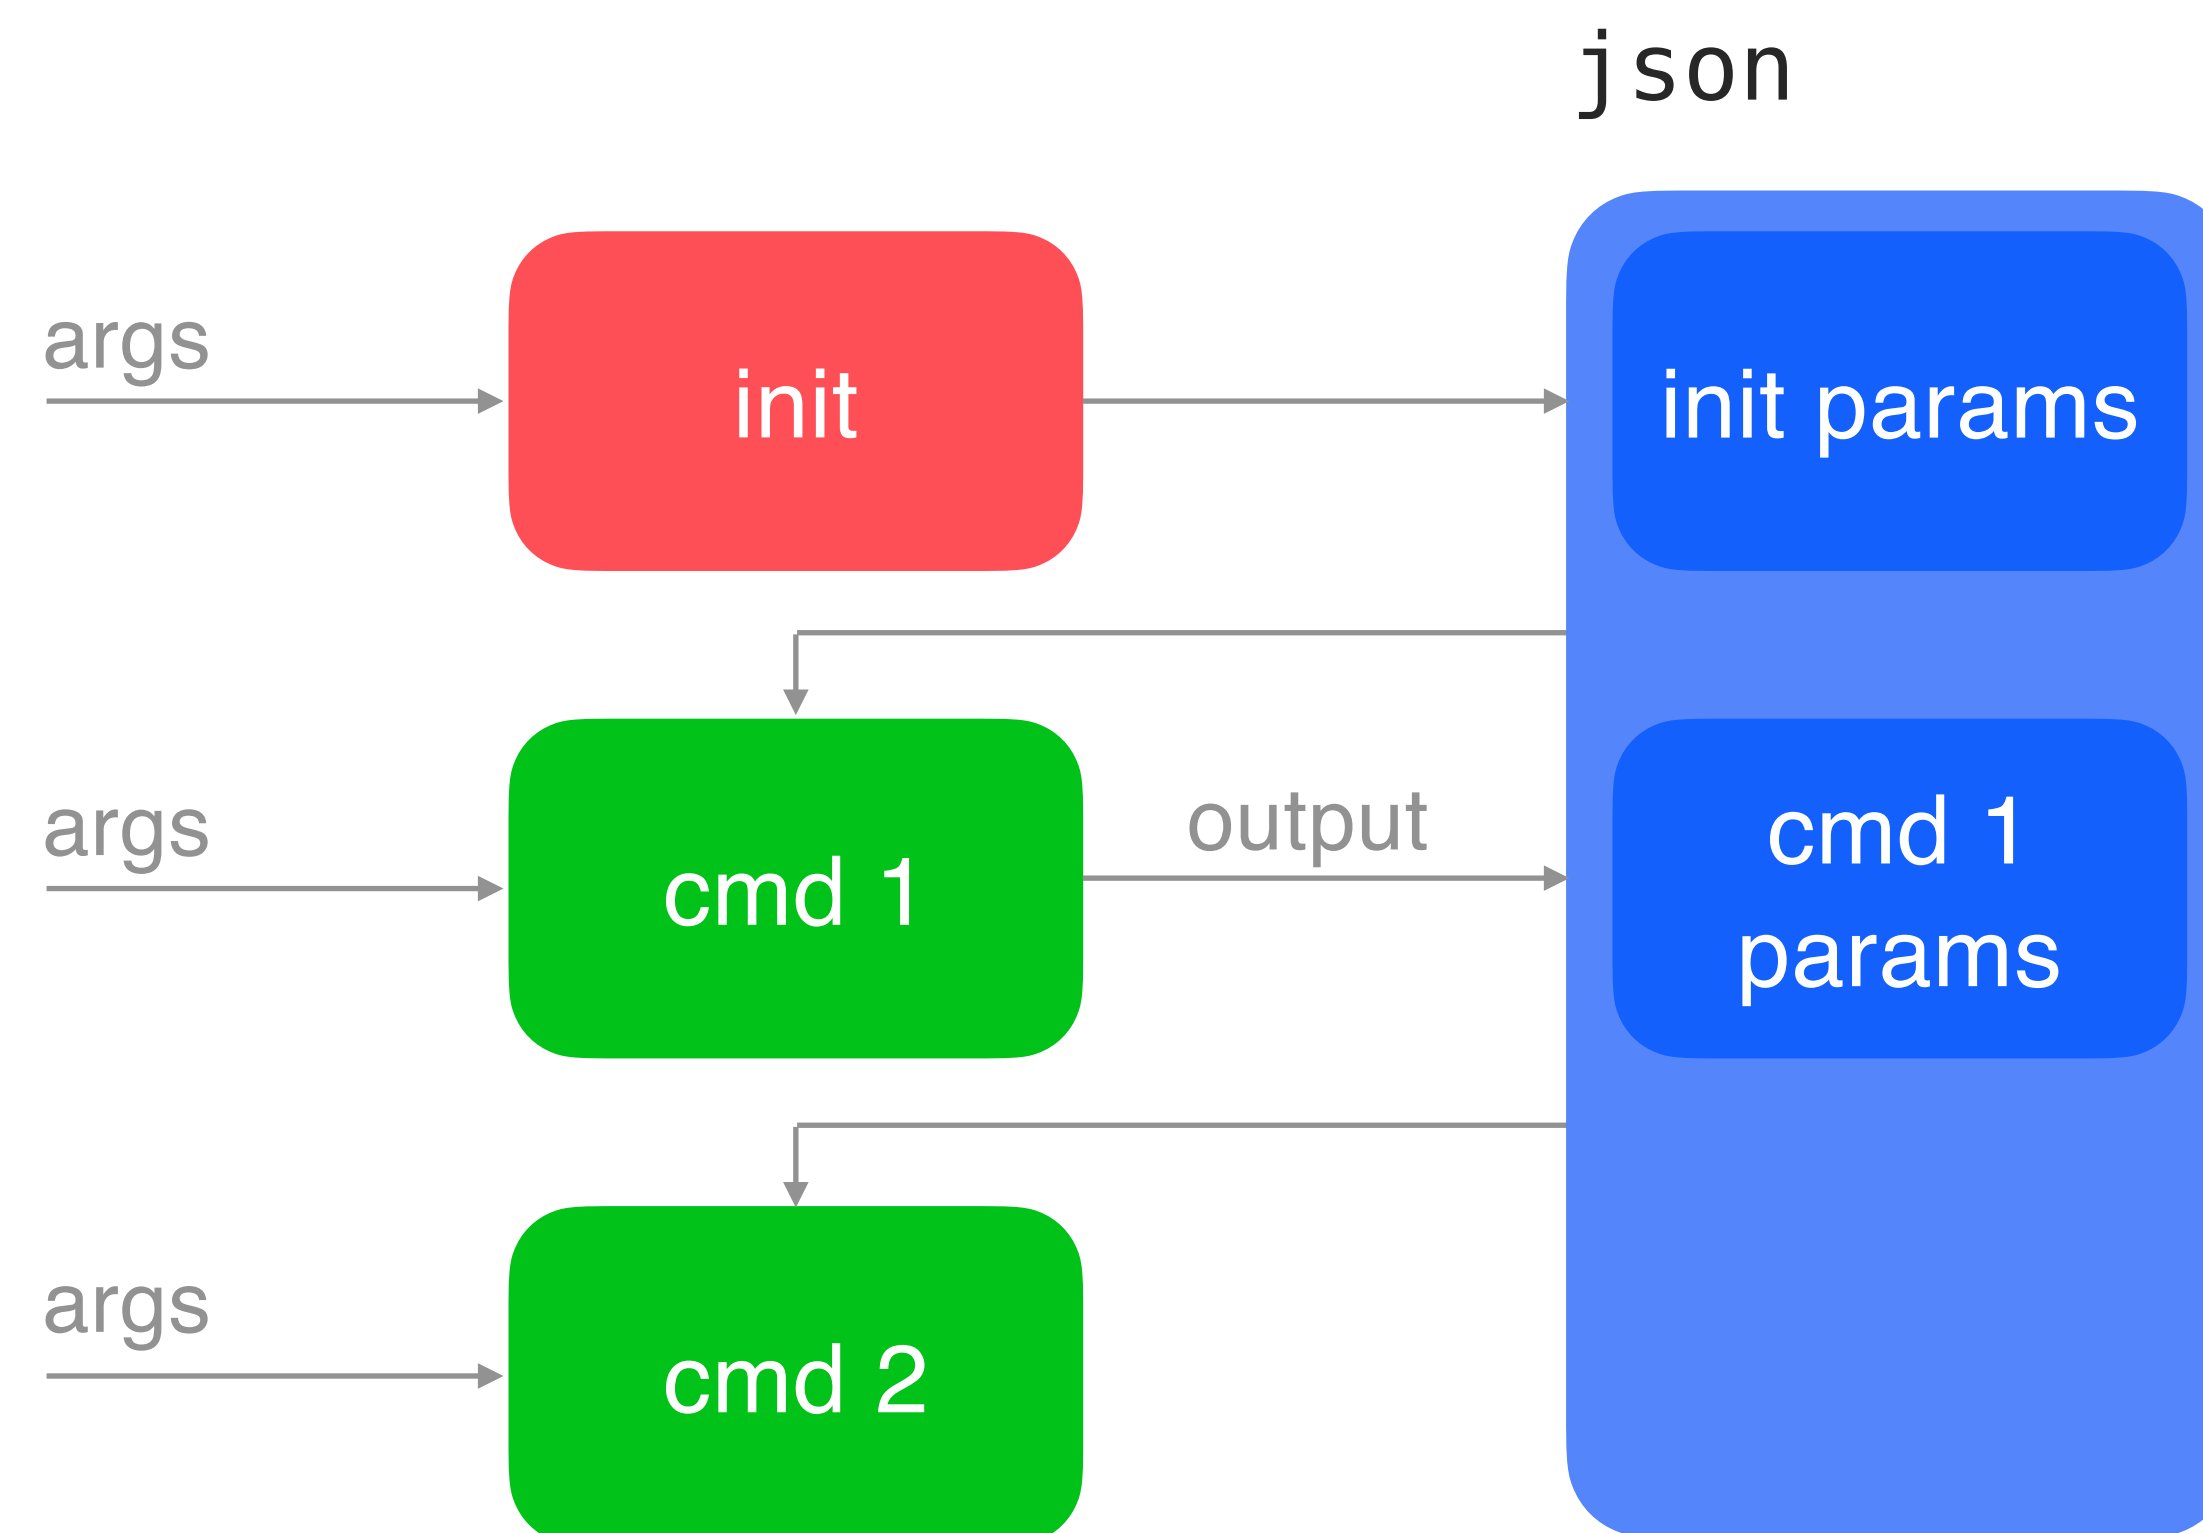 json
args
init
init params
args
cmd 1
output
cmd 1
params
args
cmd 2